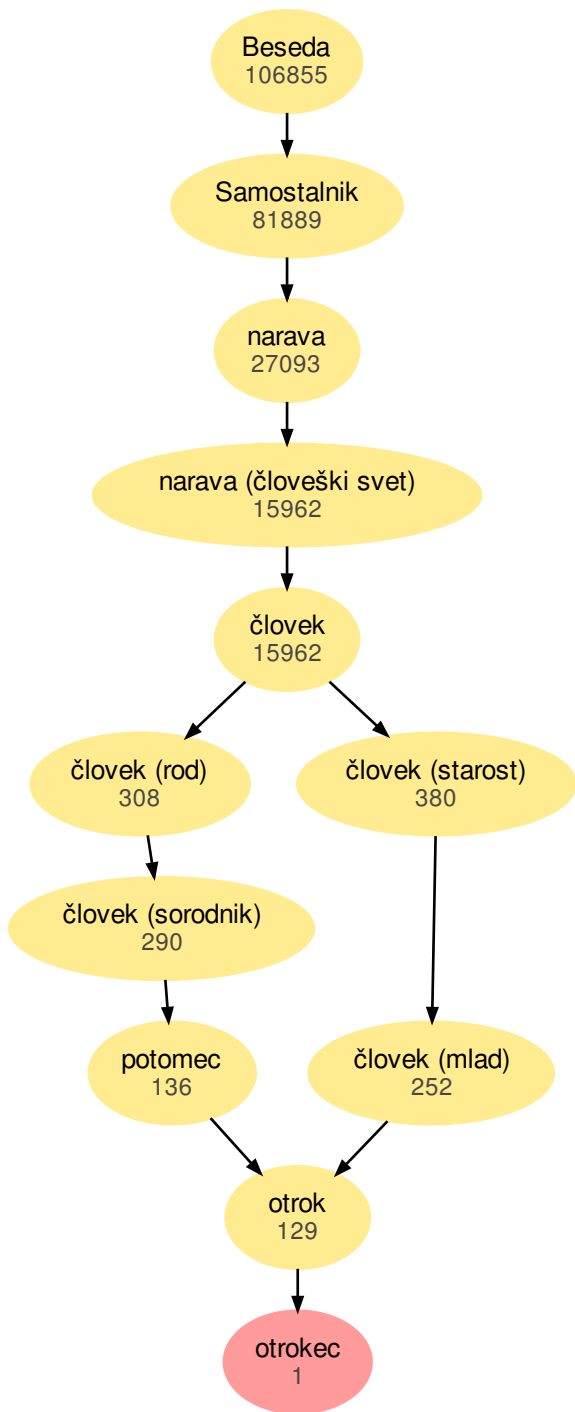 Beseda
106855
Samostalnik
81889
narava
27093
narava (človeški svet)
15962
človek
15962
človek (rod)
308
človek (starost)
380
človek (sorodnik)
290
potomec
136
človek (mlad)
252
otrok
129
otrokec
1